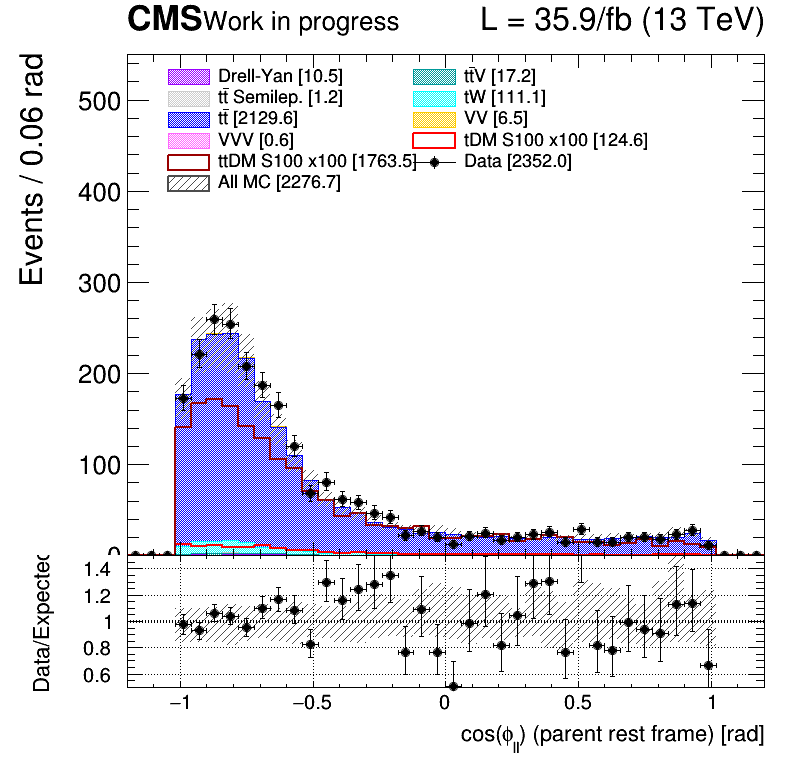 CMS Work in progress L = 35.9/fb (13 TeV)
Events / 0.06 rad
Drell-Yan [10.5] tt̄V [17.2]
tt̄ Semilep. [1.2] tW [111.1]
tt̄ [2129.6] VV [6.5]
VVV [0.6] tDM S100 x100 [124.6]
ttDM S100 x100 [1763.5] Data [2352.0]
All MC [2276.7]
500
400
300
200
100
0
Data/Expected
1.4
1.2
1
0.8
0.6
−1 −0.5 0 0.5 1
cos(ϕ_ll) (parent rest frame) [rad]